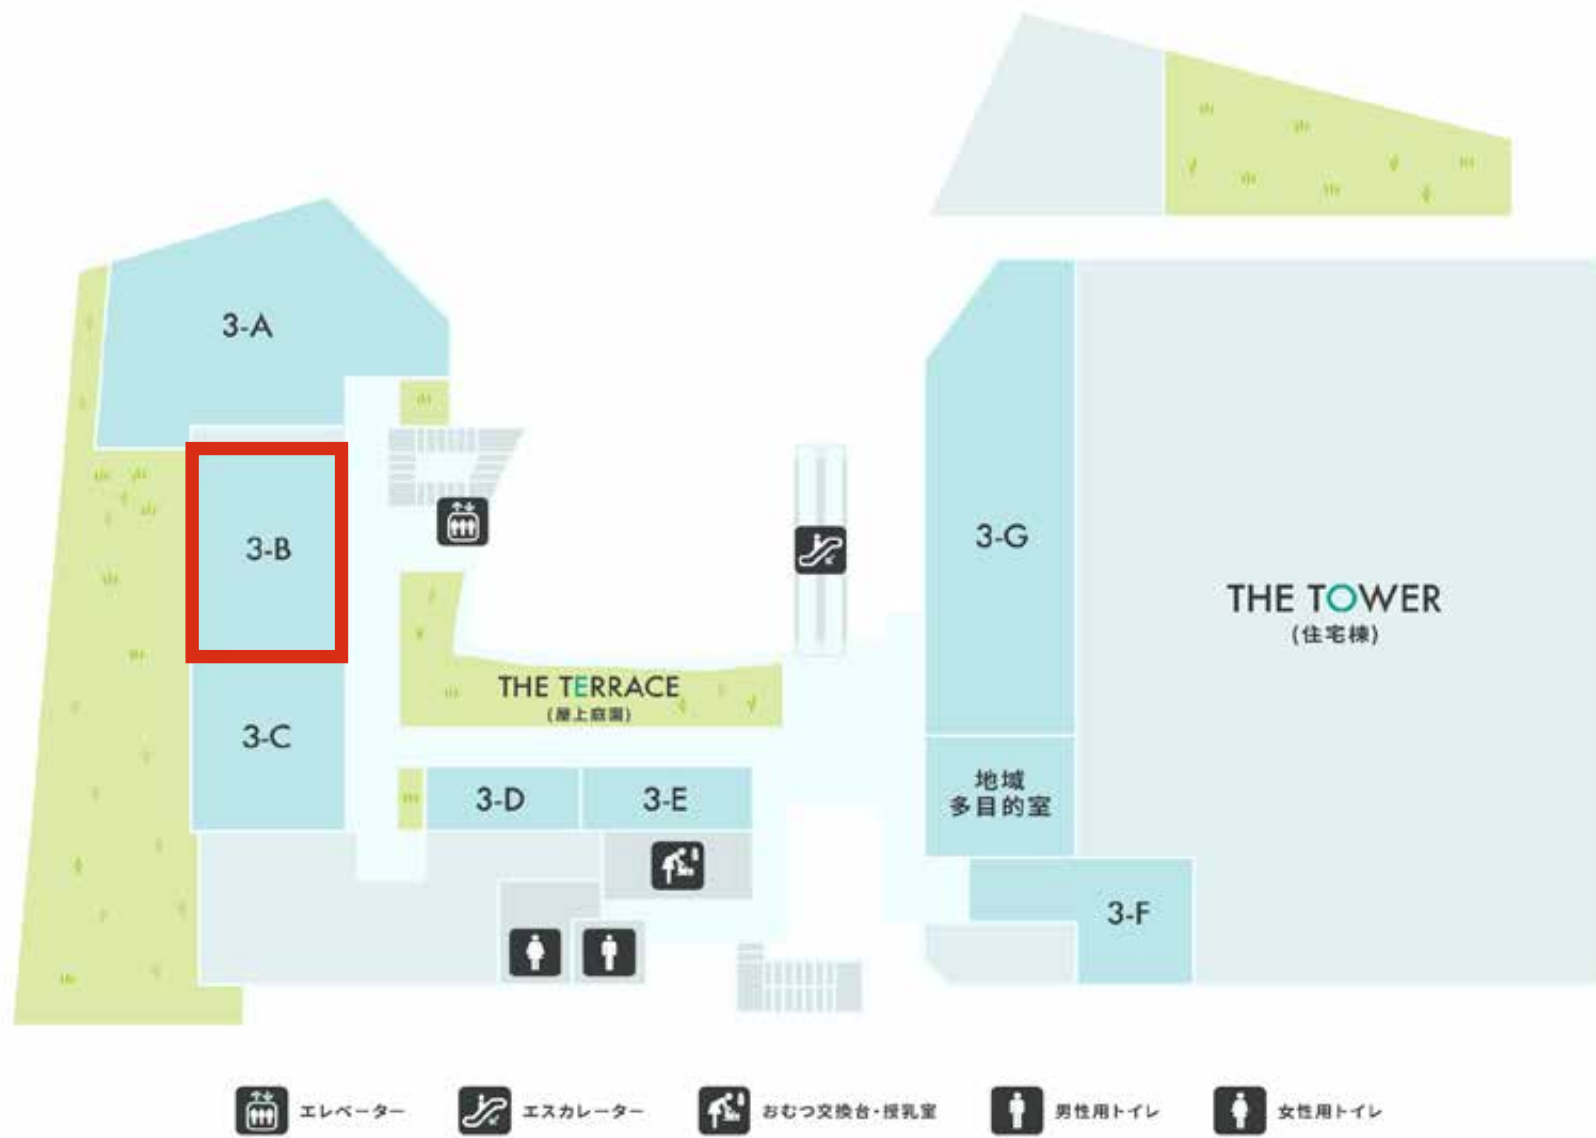 3-A
3-B
3-G
THE TOWER
(住宅棟)
THE TERRACE
(屋上庭園)
3-C
3-D
3-E
地域
多目的室
3-F
エレベーター
エスカレーター
おむつ交換台・授乳室
男性用トイレ
女性用トイレ